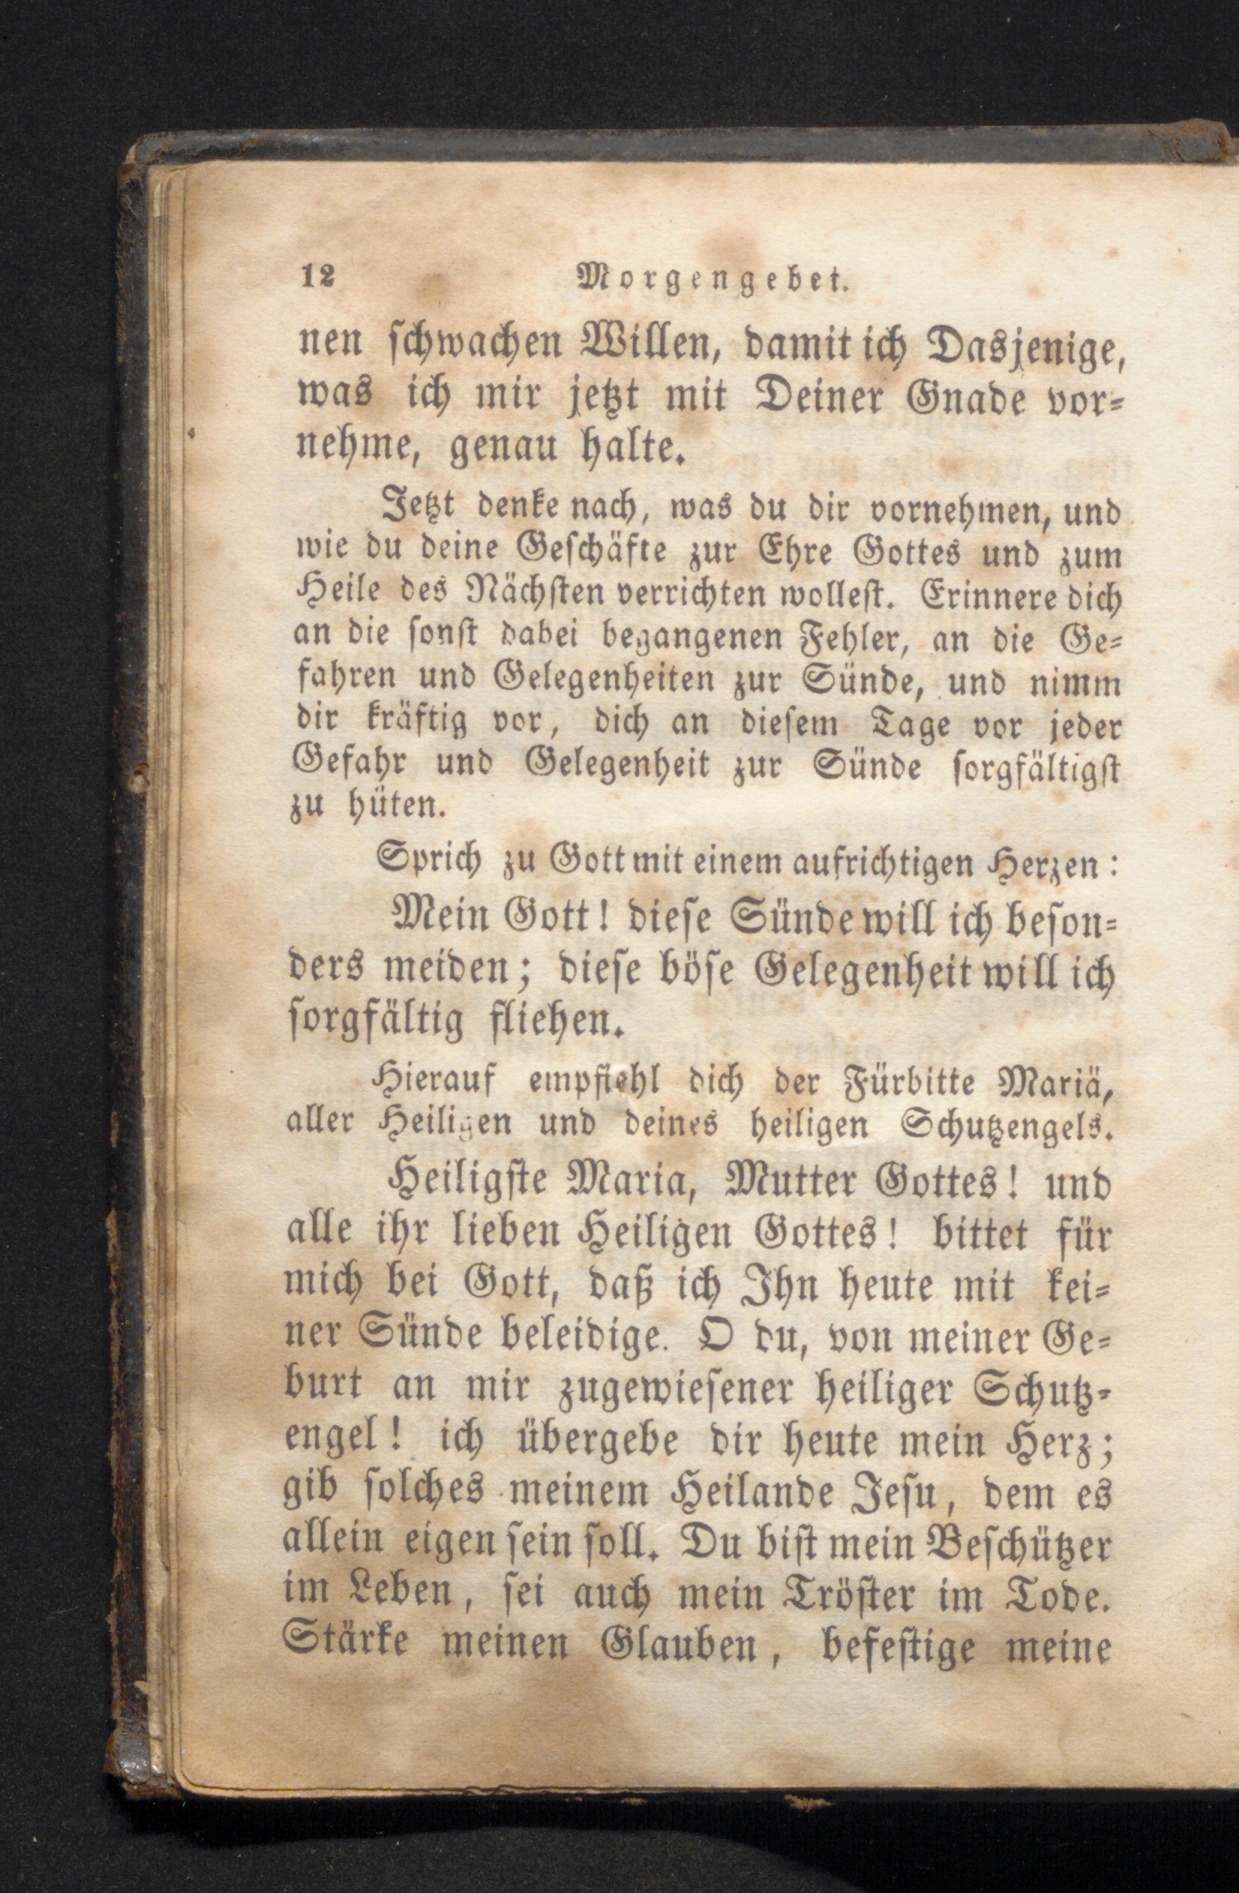 12 Morgengebet.
nen schwachen Willen, damit ich Dasjenige,
was ich mir jetzt mit Deiner Gnade vor-
nehme, genau halte.
Jetzt denke nach, was du dir vornehmen, und
wie du deine Geschäfte zur Ehre Gottes und zum
Heile des Nächsten verrichten wollest. Erinnere dich
an die sonst dabei begangenen Fehler, an die Ge-
fahren und Gelegenheiten zur Sünde, und nimm
dir kräftig vor, dich an diesem Tage vor jeder
Gefahr und Gelegenheit zur Sünde sorgfältigst
zu hüten.
Sprich zu Gott mit einem aufrichtigen Herzen:
Mein Gott! diese Sünde will ich beson-
ders meiden; diese böse Gelegenheit will ich
sorgfältig fliehen.
Hierauf empfiehl dich der Fürbitte Mariä,
aller Heiligen und deines heiligen Schutzengels.
Heiligste Maria, Mutter Gottes! und
alle ihr lieben Heiligen Gottes! bittet für
mich bei Gott, daß ich Ihn heute mit kei-
ner Sünde beleidige. O du, von meiner Ge-
burt an mir zugewiesener heiliger Schutz-
engel! ich übergebe dir heute mein Herz;
gib solches meinem Heilande Jesu, dem es
allein eigen sein soll. Du bist mein Beschützer
im Leben, sei auch mein Tröster im Tode.
Stärke meinen Glauben, befestige meine